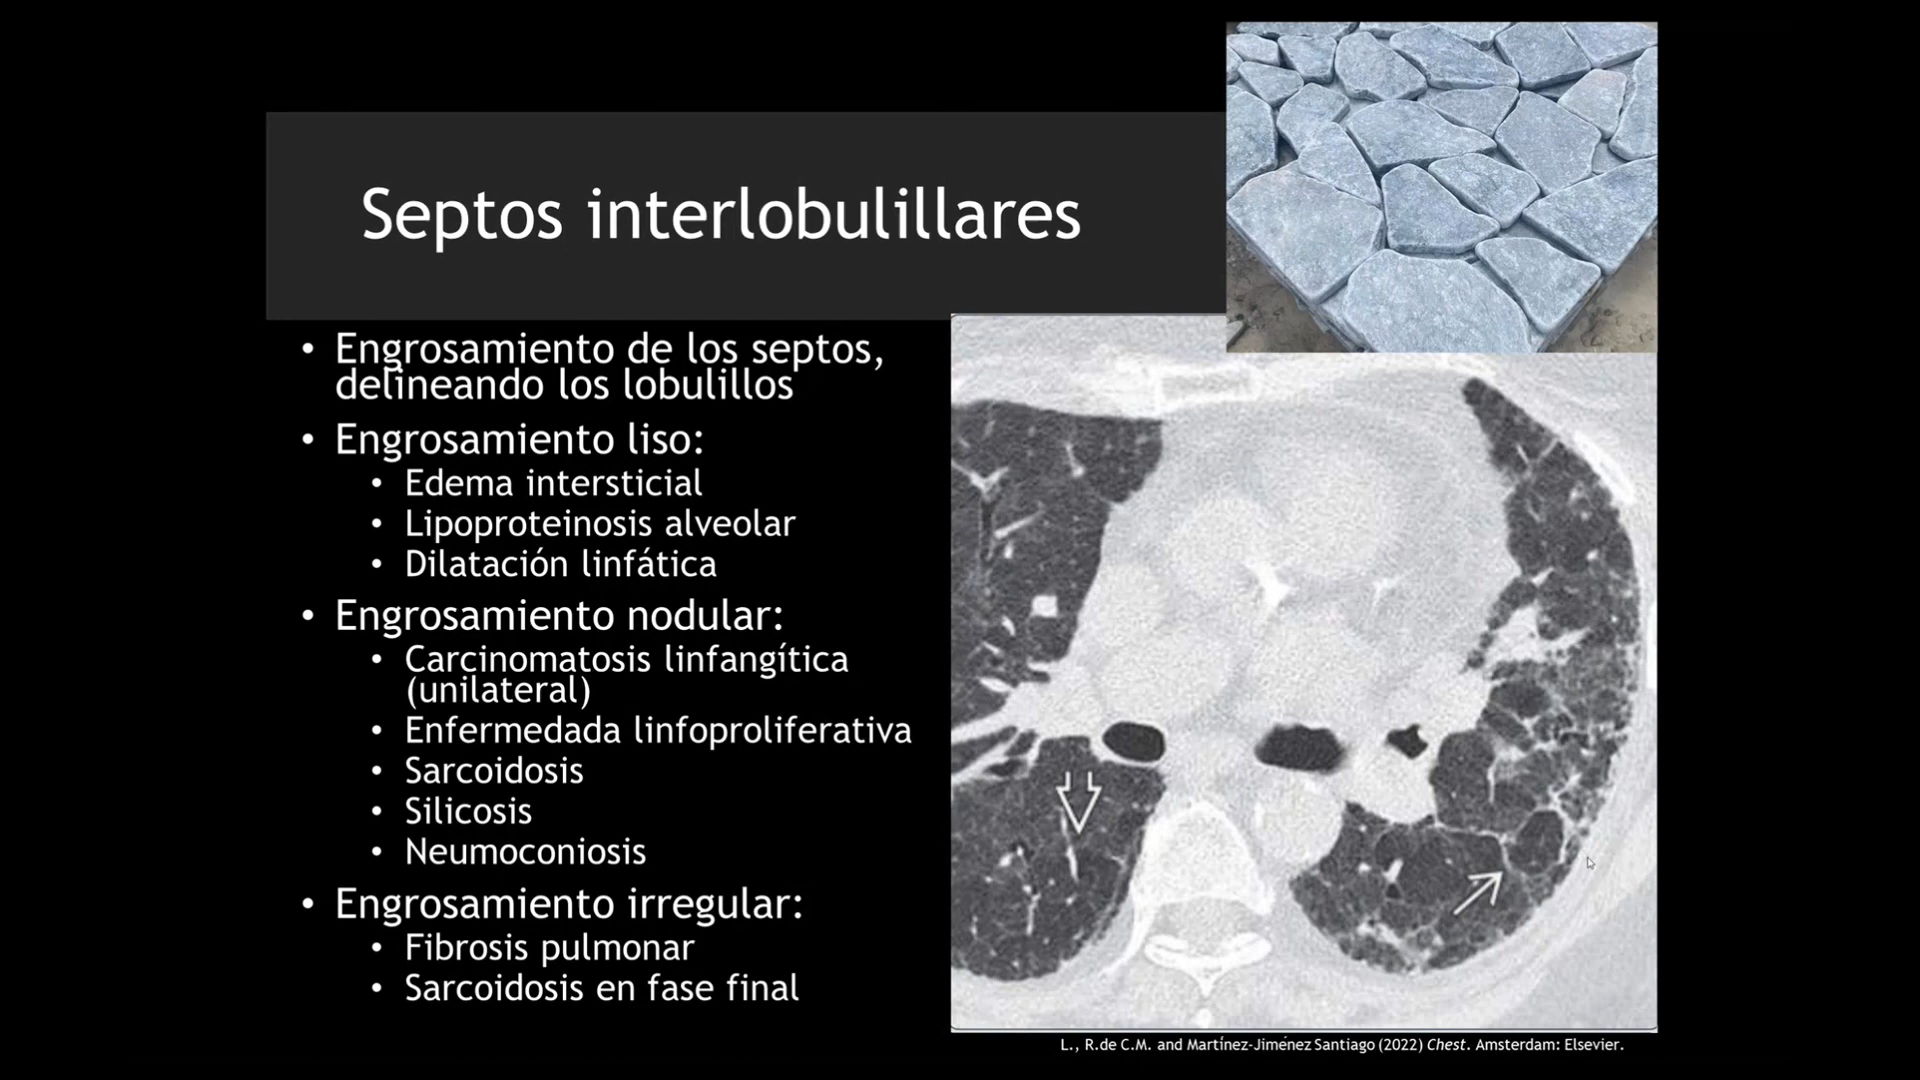 Septos interlobulillares
• Engrosamiento de los septos,
delineando los lobulillos
• Engrosamiento liso:
• Edema intersticial
• Lipoproteinosis alveolar
• Dilatación linfática
• Engrosamiento nodular:
• Carcinomatosis linfangítica
(unilateral)
• Enfermedada linfoproliferativa
• Sarcoidosis
• Silicosis
• Neumoconiosis
• Engrosamiento irregular:
• Fibrosis pulmonar
• Sarcoidosis en fase final
L., R.de C.M. and Martínez-Jiménez Santiago (2022) Chest. Amsterdam: Elsevier.